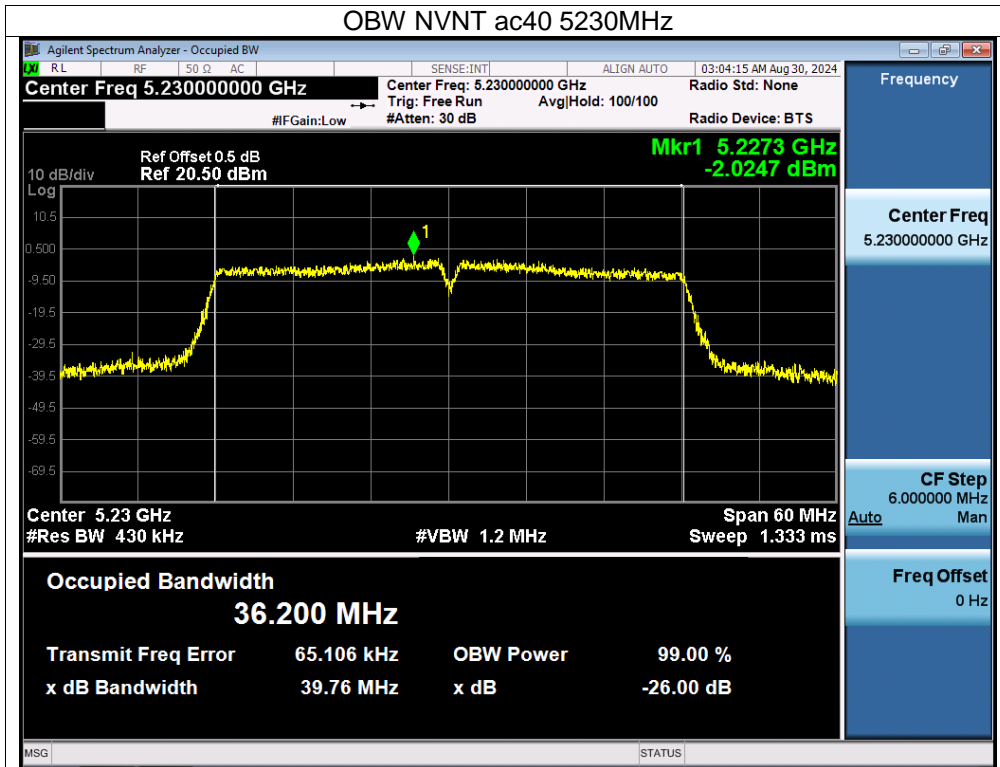 OBW NVNT ac40 5230MHz
Agilent Spectrum Analyzer - Occupied BW
LXI RL RF 50 Ω AC SENSE:INT ALIGN AUTO 03:04:15 AM Aug 30, 2024
Center Freq 5.230000000 GHz
Center Freq: 5.230000000 GHz Radio Std: None
Trig: Free Run Avg|Hold: 100/100
#IFGain:Low #Atten: 30 dB Radio Device: BTS
Frequency
Mkr1 5.2273 GHz
-2.0247 dBm
Ref Offset 0.5 dB
10 dB/div Ref 20.50 dBm
Log
10.5
0.500
-9.50
-19.5
-29.5
-39.5
-49.5
-59.5
-69.5
1
Center Freq
5.230000000 GHz
CF Step
6.000000 MHz
Auto Man
Center 5.23 GHz Span 60 MHz
#Res BW 430 kHz #VBW 1.2 MHz Sweep 1.333 ms
Freq Offset
0 Hz
Occupied Bandwidth
36.200 MHz
Transmit Freq Error 65.106 kHz OBW Power 99.00 %
x dB Bandwidth 39.76 MHz x dB -26.00 dB
MSG STATUS